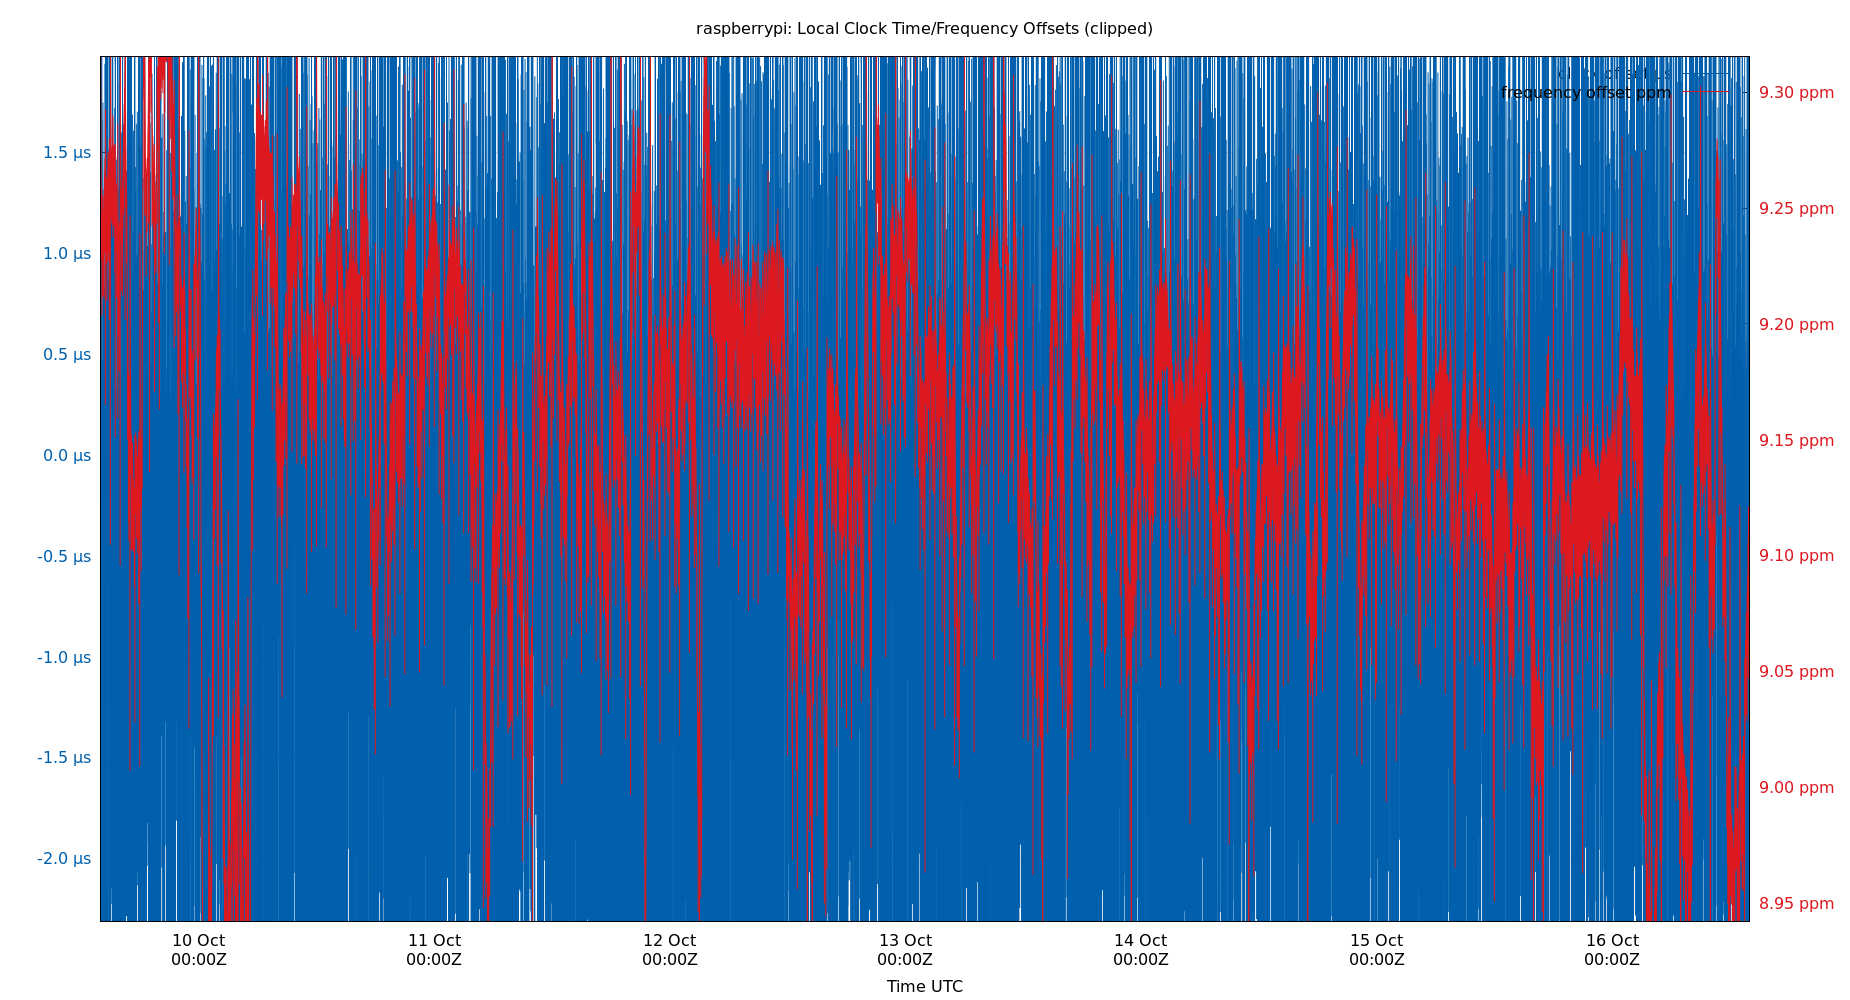 raspberrypi: Local Clock Time/Frequency Offsets (clipped)
frequency offset ppm
1.5 µs
1.0 µs
0.5 µs
0.0 µs
-0.5 µs
-1.0 µs
-1.5 µs
-2.0 µs
9.30 ppm
9.25 ppm
9.20 ppm
9.15 ppm
9.10 ppm
9.05 ppm
9.00 ppm
8.95 ppm
10 Oct 11 Oct 12 Oct 13 Oct 14 Oct 15 Oct 16 Oct
00:00Z 00:00Z 00:00Z 00:00Z 00:00Z 00:00Z 00:00Z
Time UTC